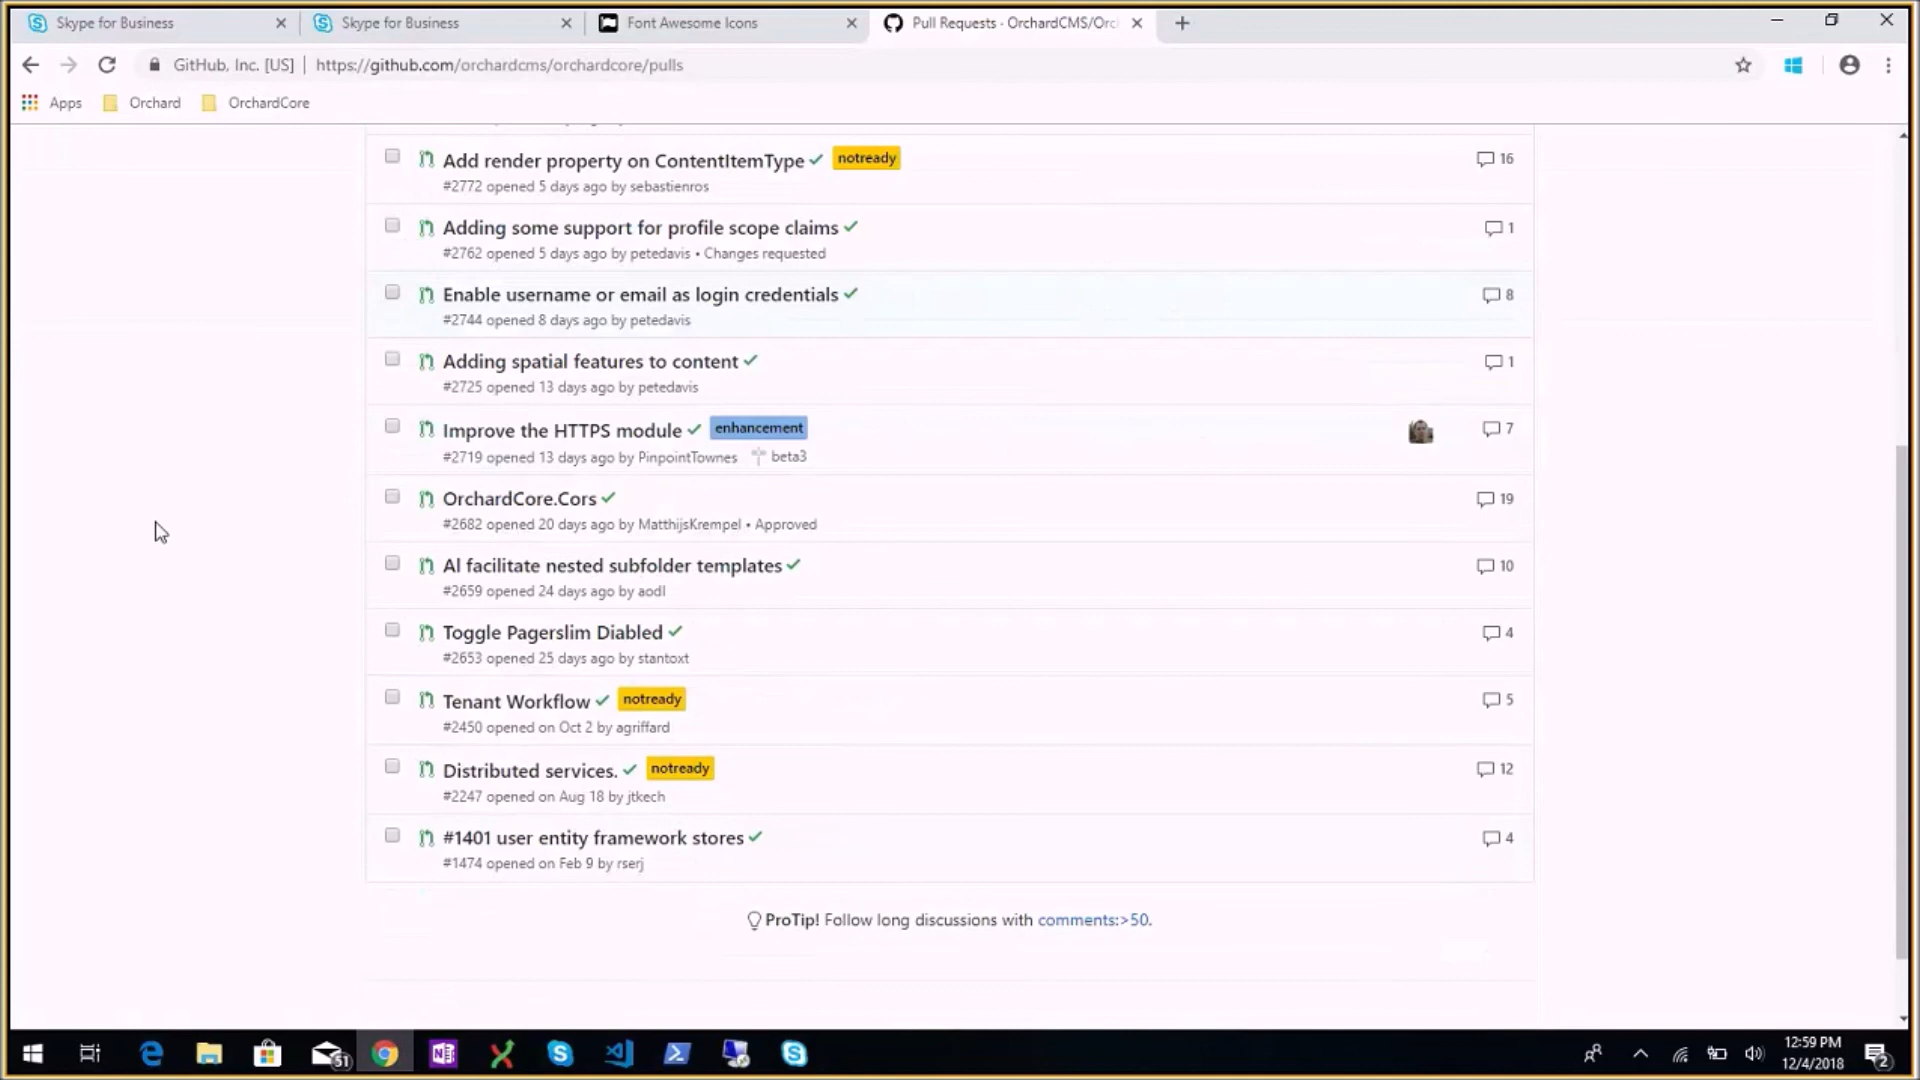 Skype for Business
Skype for Business
Font Awesome Icons
Pull Requests · OrchardCMS/Orc
GitHub, Inc. [US] | https://github.com/orchardcms/orchardcore/pulls
Apps
Orchard
OrchardCore
Add render property on ContentItemType notready 16
#2772 opened 5 days ago by sebastienros
Adding some support for profile scope claims 1
#2762 opened 5 days ago by petedavis • Changes requested
Enable username or email as login credentials 8
#2744 opened 8 days ago by petedavis
Adding spatial features to content 1
#2725 opened 13 days ago by petedavis
Improve the HTTPS module enhancement 7
#2719 opened 13 days ago by PinpointTownes beta3
OrchardCore.Cors 19
#2682 opened 20 days ago by MatthijsKrempel • Approved
Al facilitate nested subfolder templates 10
#2659 opened 24 days ago by aodl
Toggle Pagerslim Diabled 4
#2653 opened 25 days ago by stantoxt
Tenant Workflow notready 5
#2450 opened on Oct 2 by agriffard
Distributed services. notready 12
#2247 opened on Aug 18 by jtkech
#1401 user entity framework stores 4
#1474 opened on Feb 9 by rserj
ProTip! Follow long discussions with comments:>50.
51
12:59 PM
12/4/2018
2